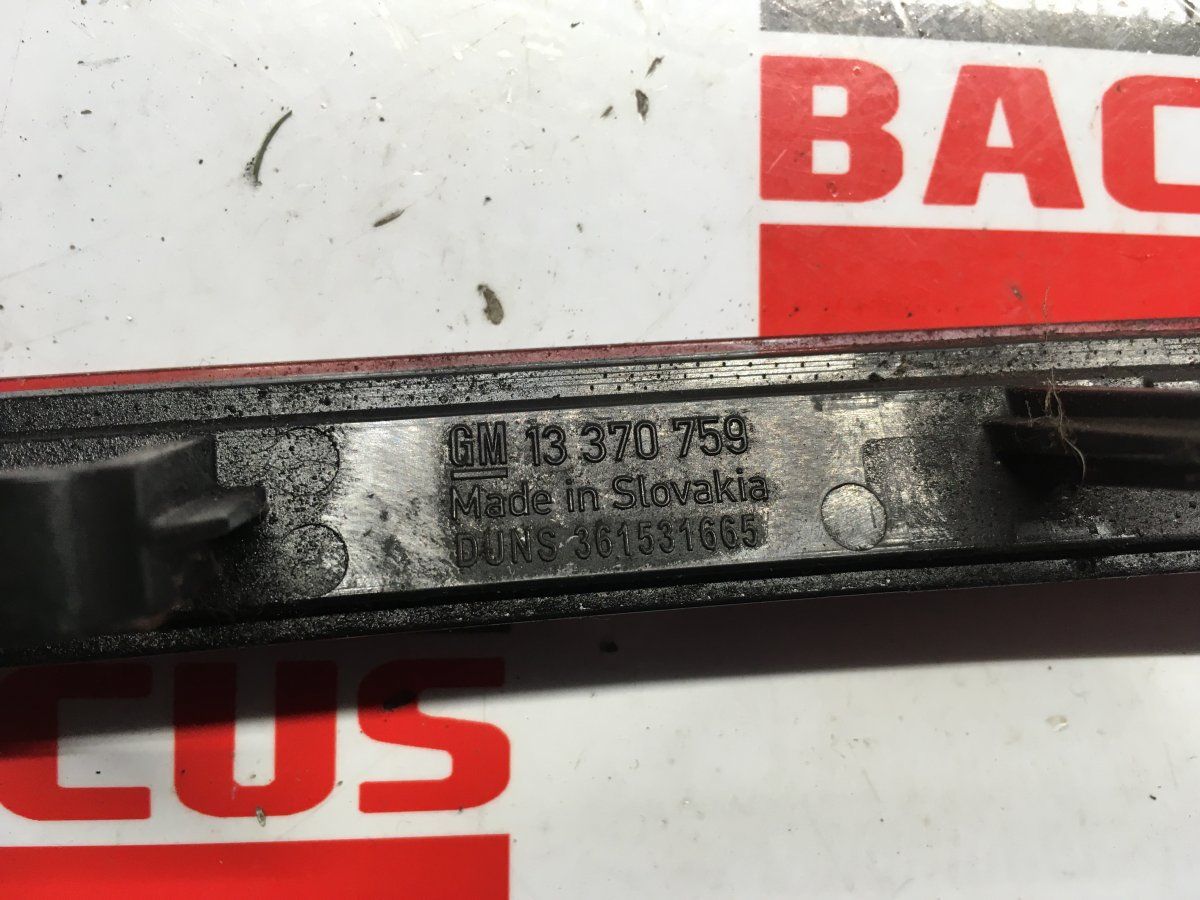 BAC
GM 13 370 759
Made in Slovakia
DUNS 361531665
CUS